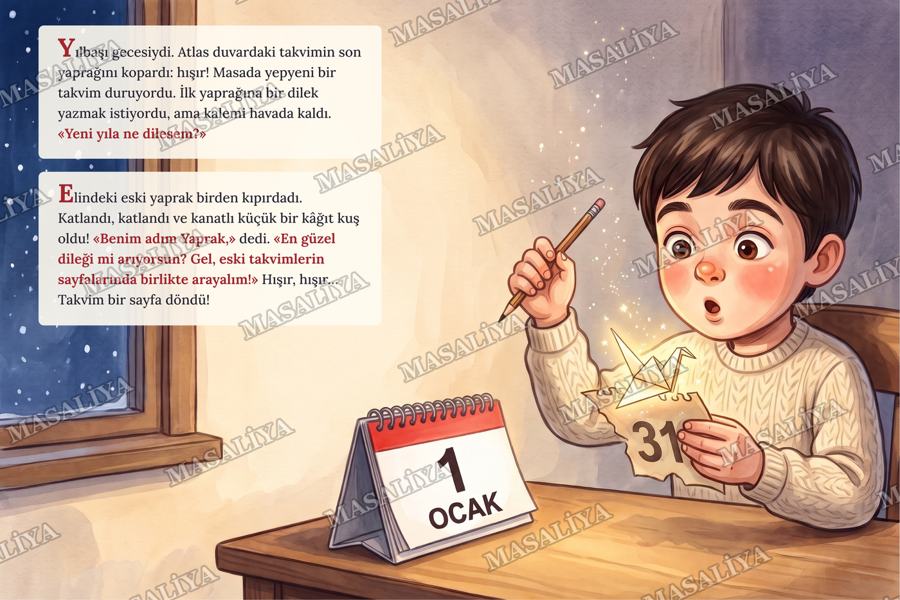 Yılbaşı gecesiydi. Atlas duvardaki takvimin son
yaprağını kopardı: hışır! Masada yepyeni bir
takvim duruyordu. İlk yaprağına bir dilek
yazmak istiyordu, ama kalemi havada kaldı.
«Yeni yıla ne dilesem?»
Elindeki eski yaprak birden kıpırdadı.
Katlandı, katlandı ve kanatlı küçük bir kâğıt kuş
oldu! «Benim adım Yaprak,» dedi. «En güzel
dileği mi arıyorsun? Gel, eski takvimlerin
sayfalarında birlikte arayalım!» Hışır, hışır...
Takvim bir sayfa döndü!
31
1
OCAK
MASALİYA